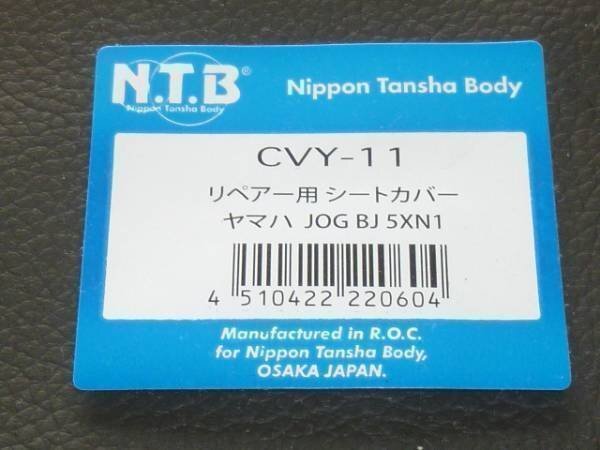 N.T.B®
Nippon Tansha Body
Nippon Tansha Body
CVY-11
リペアー用 シートカバー
ヤマハ JOG BJ 5XN1
4 510422 220604
Manufactured in R.O.C.
for Nippon Tansha Body,
OSAKA JAPAN.